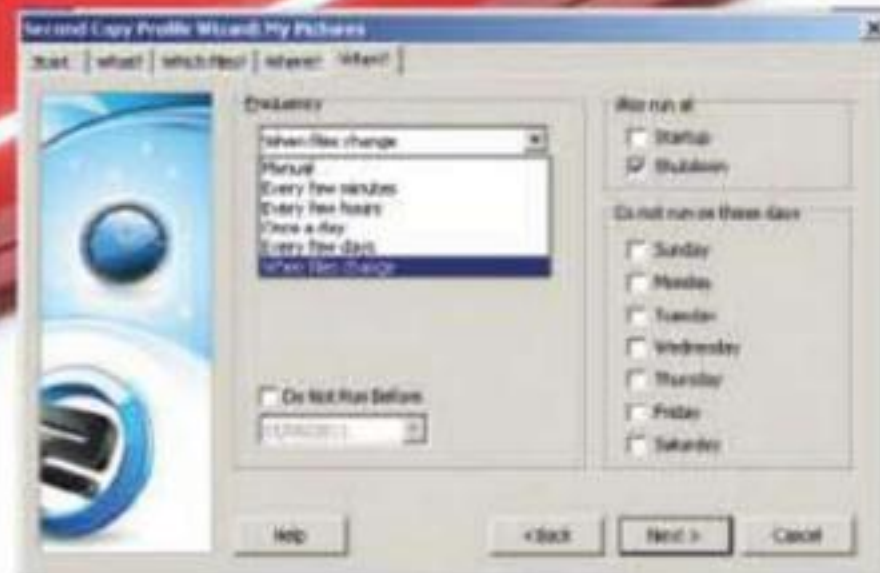 Second Copy Profile Wizard: My Pictures
Start What? Which Files? Where? When?
Frequency
When files change
Manual
Every few minutes
Every few hours
Once a day
Every few days
When files change
Do Not Run Before
Also run at
Startup
Shutdown
Do not run on these days
Sunday
Monday
Tuesday
Wednesday
Thursday
Friday
Saturday
Help
< Back
Next >
Cancel